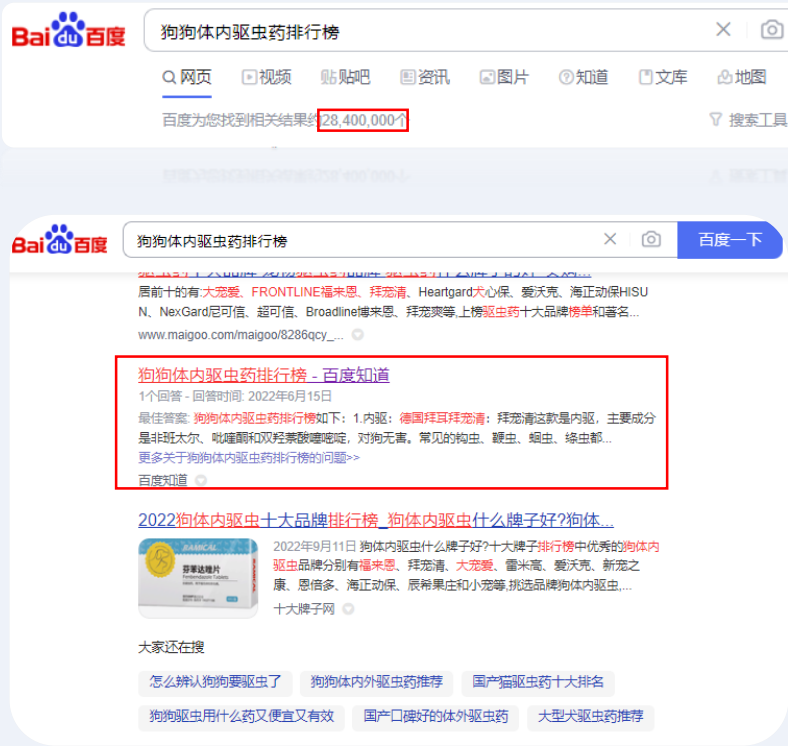 Bai du 百度
狗狗体内驱虫药排行榜
网页 视频 贴吧 资讯 图片 知道 文库 地图
百度为您找到相关结果约28,400,000个 搜索工具
Bai du 百度
狗狗体内驱虫药排行榜 百度一下
居前十的有:大宠爱、FRONTLINE福来恩、拜宠清、Heartgard犬心保、爱沃克、海正动保HISU
N、NexGard尼可信、超可信、Broadline博来恩、拜宠爽等,上榜驱虫药十大品牌榜单和著名...
www.maigoo.com/maigoo/8286qcy_...
狗狗体内驱虫药排行榜 - 百度知道
1个回答 - 回答时间: 2022年6月15日
最佳答案: 狗狗体内驱虫药排行榜如下：1.内驱：德国拜耳拜宠清：拜宠清这款是内驱，主要成分
是非班太尔、吡喹酮和双羟萘酸噻嘧啶，对狗无害。常见的钩虫、鞭虫、蛔虫、绦虫都...
更多关于狗狗体内驱虫药排行榜的问题>>
百度知道
2022狗体内驱虫十大品牌排行榜_狗体内驱虫什么牌子好?狗体...
2022年9月11日 狗体内驱虫什么牌子好?十大牌子排行榜中优秀的狗体内
驱虫品牌分别有福来恩、拜宠清、大宠爱、雷米高、爱沃克、新宠之
康、恩倍多、海正动保、辰希果庄和小宠等,挑选品牌狗体内驱虫,...
十大牌子网
芬苯达唑片
Fenbendazole Tablets
大家还在搜
怎么辨认狗狗要驱虫了 狗狗体内外驱虫药推荐 国产猫驱虫药十大排名
狗狗驱虫用什么药又便宜又有效 国产口碑好的体外驱虫药 大型犬驱虫药推荐